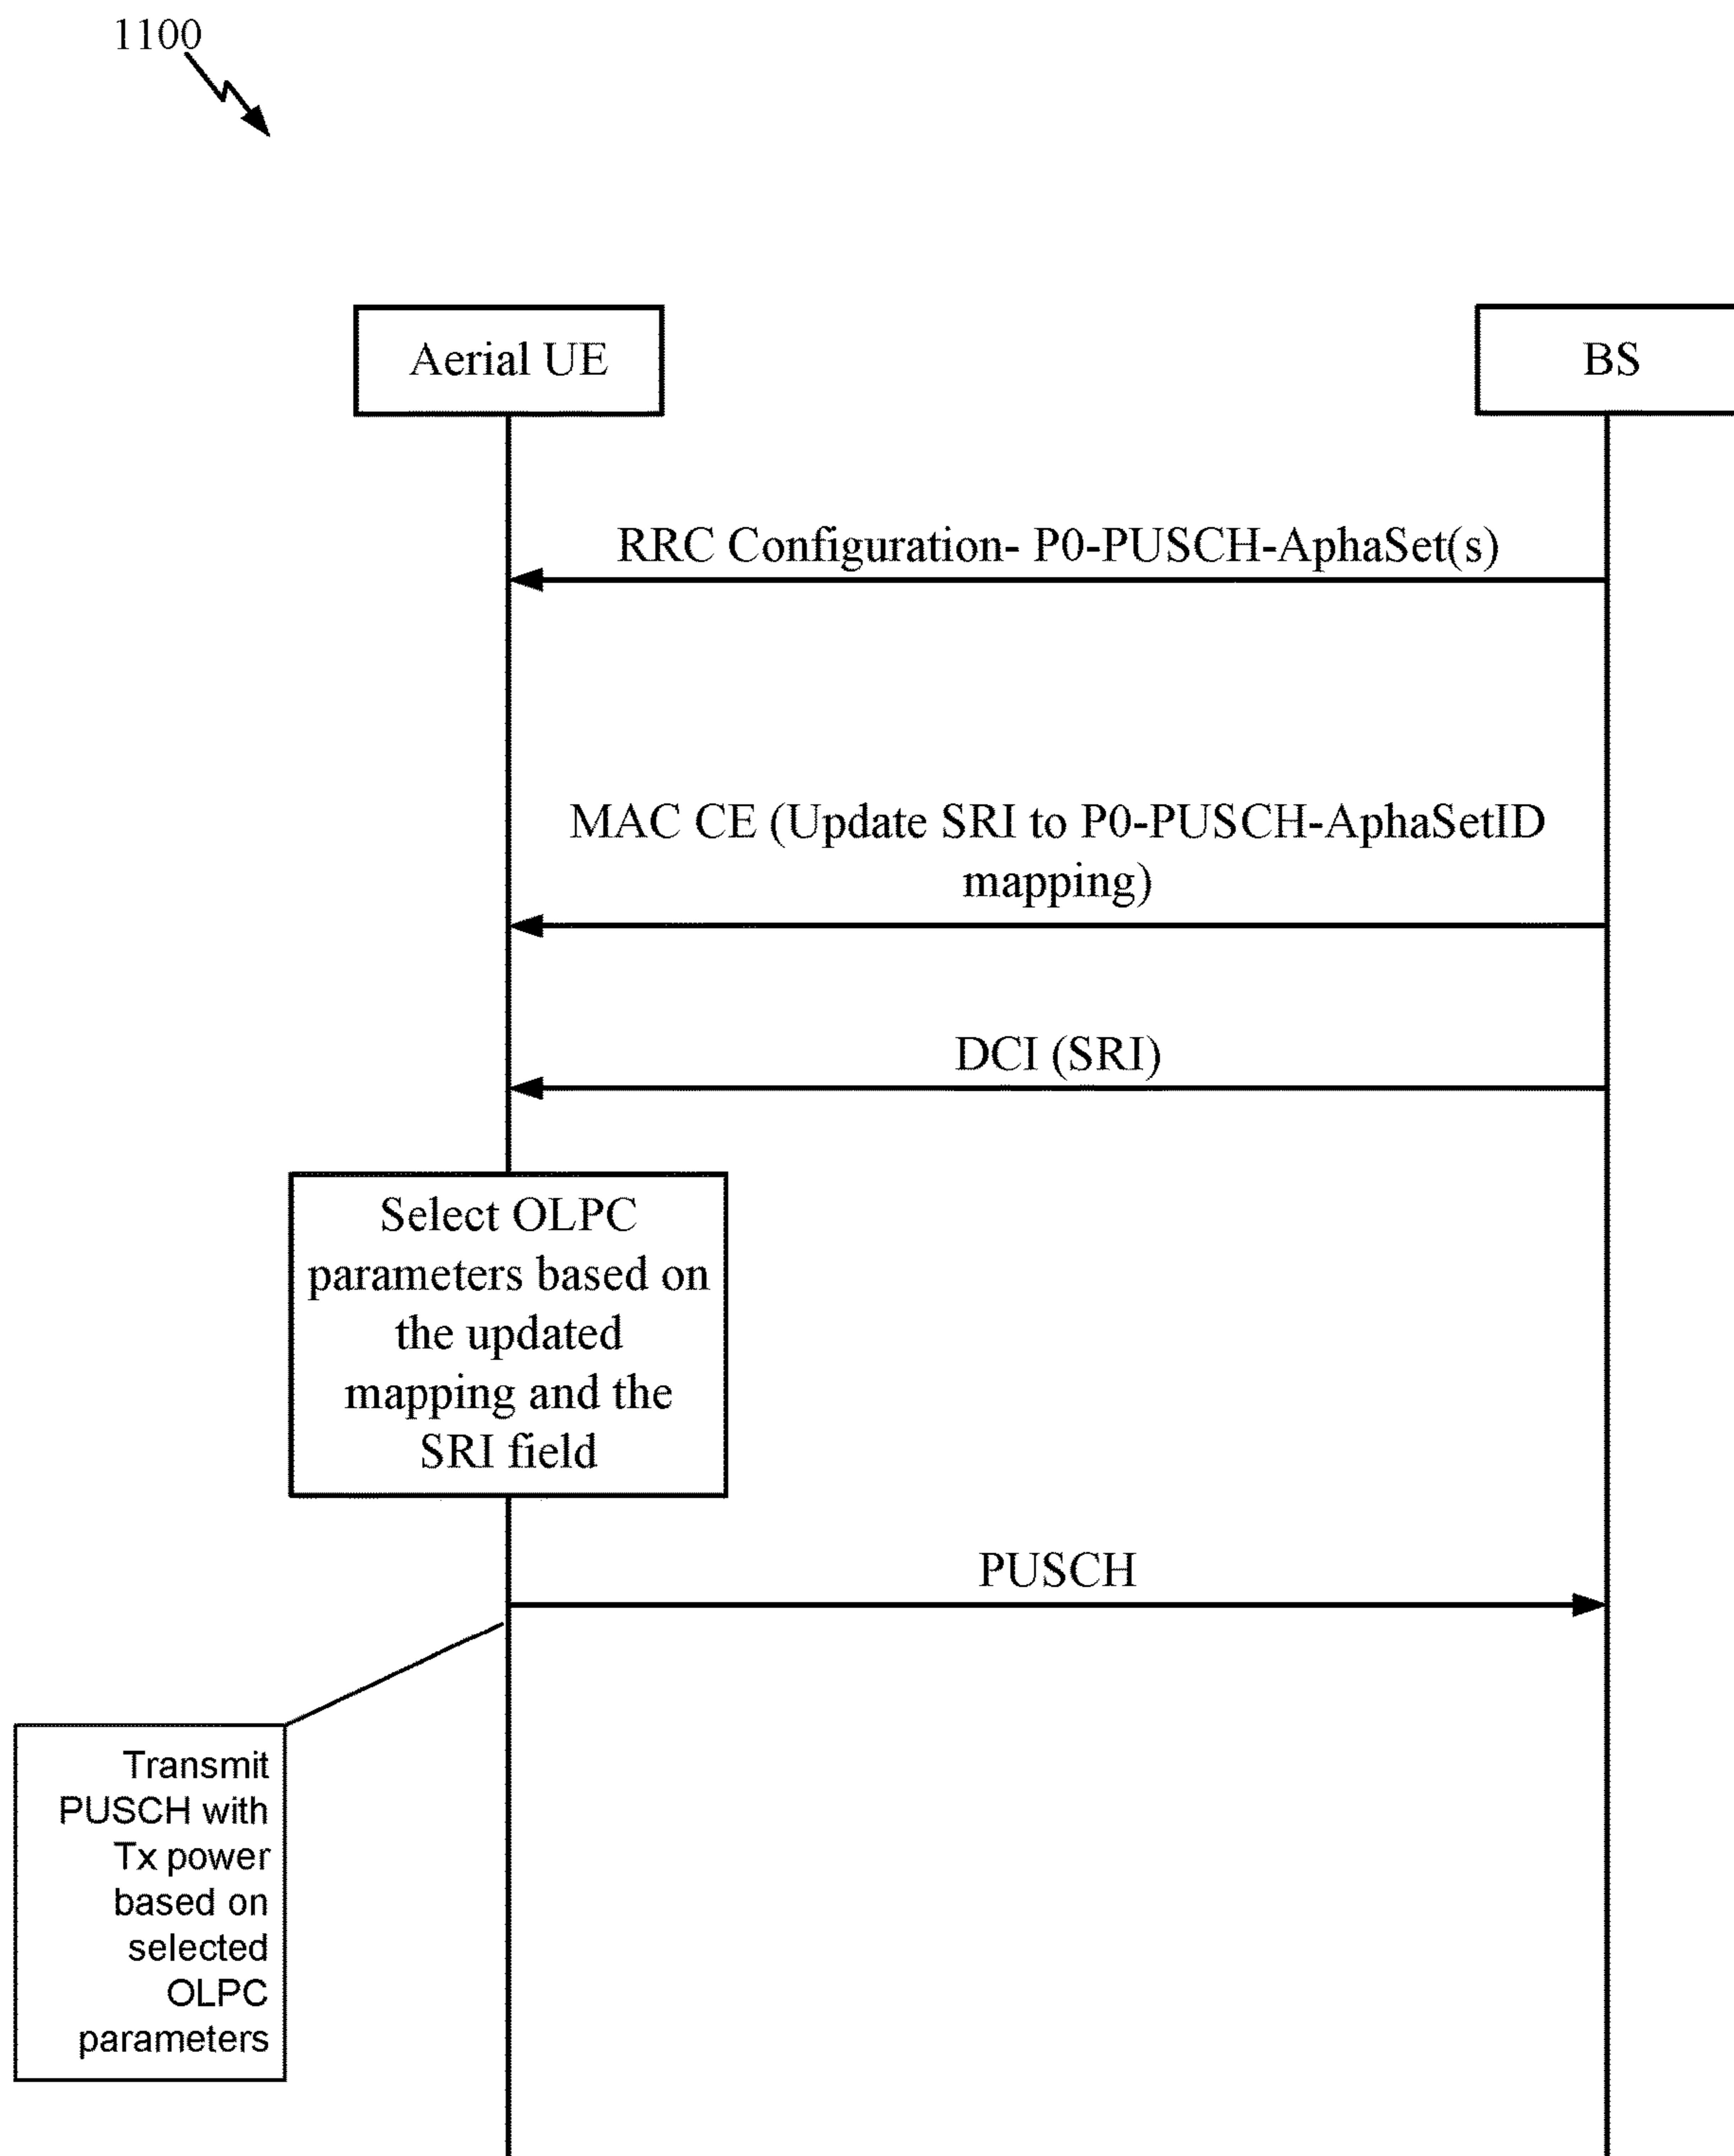 1100
Aerial UE
BS
RRC Configuration- P0-PUSCH-AphaSet(s)
MAC CE (Update SRI to P0-PUSCH-AphaSetID
mapping)
DCI (SRI)
Select OLPC
parameters based on
the updated
mapping and the
SRI field
PUSCH
Transmit
PUSCH with
Tx power
based on
selected
OLPC
parameters